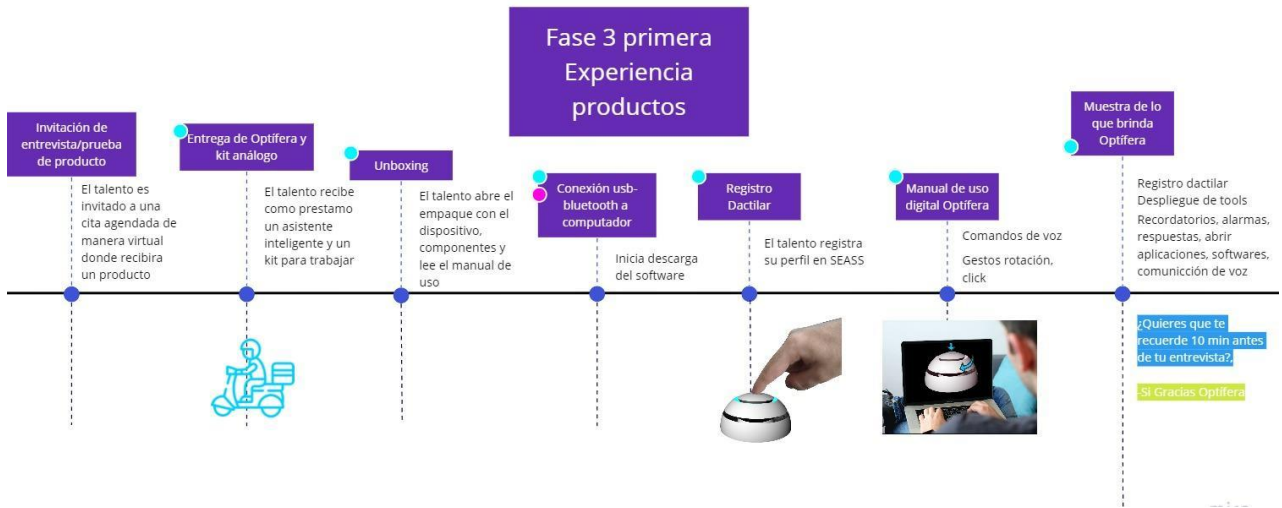 Fase 3 primera
Experiencia
productos
Invitación de
entrevista/prueba
de producto
El talento es
invitado a una
cita agendada de
manera virtual
donde recibira
un producto
Entrega de Optífera y
kit análogo
El talento recibe
como prestamo
un asistente
inteligente y un
kit para trabajar
Unboxing
El talento abre el
empaque con el
dispositivo,
componentes y
lee el manual de
uso
Conexión usb-
bluetooth a
computador
Inicia descarga
del software
Registro
Dactilar
El talento registra
su perfil en SEASS
Manual de uso
digital Optífera
Comandos de voz
Gestos rotación,
click
Muestra de lo
que brinda
Optífera
Registro dactilar
Despliegue de tools
Recordatorios, alarmas,
respuestas, abrir
aplicaciones, softwares,
comunicción de voz
¿Quieres que te
recuerde 10 min antes
de tu entrevista?,
-Si Gracias Optífera